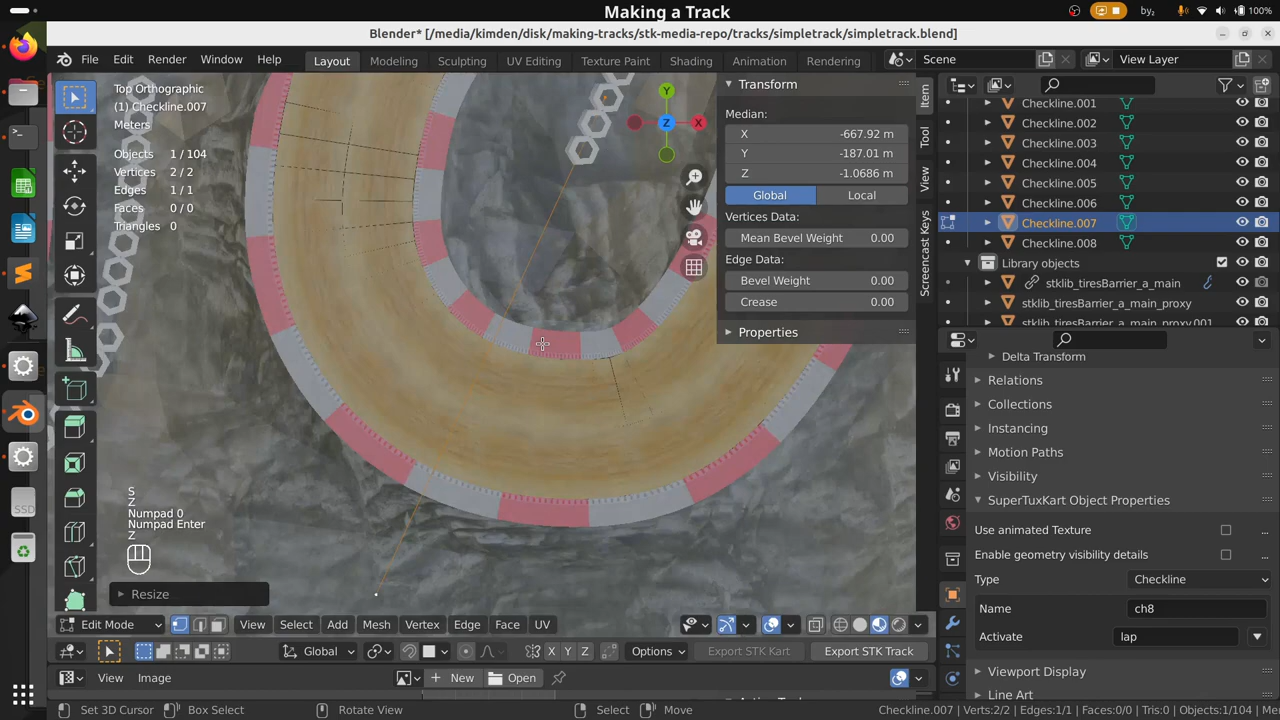 Making a Track
by₂
100%
Blender* [/media/kimden/disk/making-tracks/stk-media-repo/tracks/simpletrack/simpletrack.blend]
File Edit Render Window Help
Layout Modeling Sculpting UV Editing Texture Paint Shading Animation Rendering
Scene
View Layer
Top Orthographic
(1) Checkline.007
Meters
Objects 1 / 104
Vertices 2 / 2
Edges 1 / 1
Faces 0 / 0
Triangles 0
Y
X
Z
Transform
Median:
X -667.92 m
Y -187.01 m
Z -1.0686 m
Global Local
Vertices Data:
Mean Bevel Weight 0.00
Edge Data:
Bevel Weight 0.00
Crease 0.00
Properties
Item
Tool
View
Screencast Keys
Checkline.001
Checkline.002
Checkline.003
Checkline.004
Checkline.005
Checkline.006
Checkline.007
Checkline.008
Library objects
stklib_tiresBarrier_a_main
stklib_tiresBarrier_a_main_proxy
stklib_tiresBarrier_a_main_proxy.001
Delta Transform
Relations
Collections
Instancing
Motion Paths
Visibility
SuperTuxKart Object Properties
Use animated Texture ...
Enable geometry visibility details ...
Type Checkline
Name ch8
Activate lap
Viewport Display
Line Art
S
Z
Numpad 0
Numpad Enter
Z
Resize
SSD
Edit Mode View Select Add Mesh Vertex Edge Face UV
Global X Y Z Options Export STK Kart Export STK Track
View Image New Open
Set 3D Cursor Box Select Rotate View Select Move
Checkline.007 | Verts:2/2 | Edges:1/1 | Faces:0/0 | Tris:0 | Objects:1/104 | Me